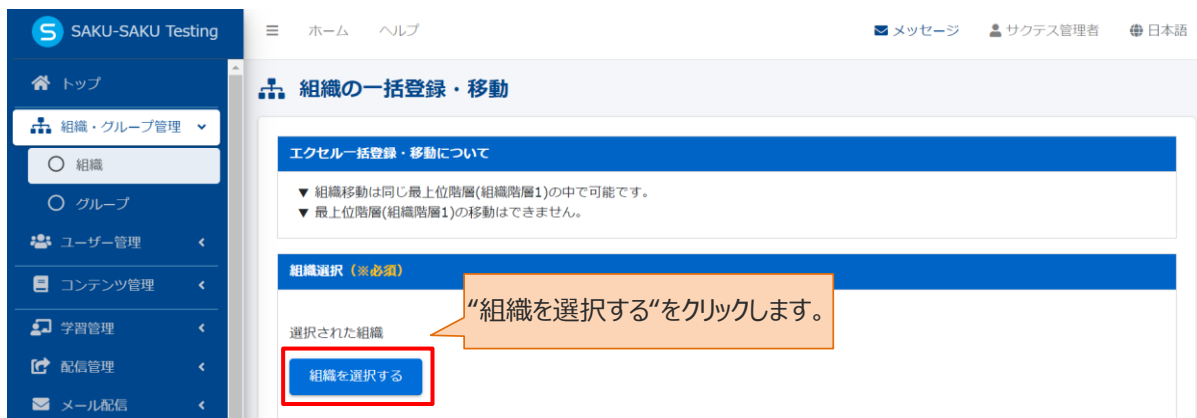 SAKU-SAKU Testing
ホーム ヘルプ
メッセージ サクテス管理者 日本語
トップ
組織・グループ管理
組織
グループ
ユーザー管理
コンテンツ管理
学習管理
配信管理
メール配信
組織の一括登録・移動
エクセル一括登録・移動について
▼ 組織移動は同じ最上位階層(組織階層1)の中で可能です。
▼ 最上位階層(組織階層1)の移動はできません。
組織選択（※必須）
“組織を選択する“をクリックします。
選択された組織
組織を選択する